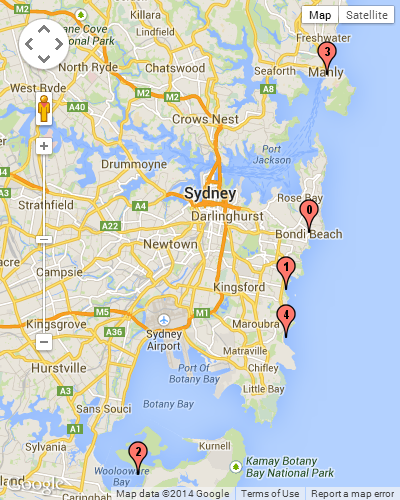 Map
Satellite
Killara
Lane Cove
National Park
Lindfield
Freshwater
3
M2
North Ryde
Chatswood
Seaforth
Manly
West Ryde
A40
M2
A8
Crows Nest
Drummoyne
Port
Jackson
Sydney
Rose Bay
Strathfield
Darlinghurst
0
A22
Newtown
Bondi Beach
Campsie
Kingsford
1
M5
M1
4
Kingsgrove
A36
Sydney
Airport
Maroubra
Matraville
Hurstville
Port Of
Botany Bay
Chifley
A3
Little Bay
Sans Souci
Botany Bay
A1
Sylvania
Kurnell
2
Woolooware
Bay
Kamay Botany
Bay National Park
Google
Caringbah
Map data ©2014 Google
Terms of Use
Report a map error